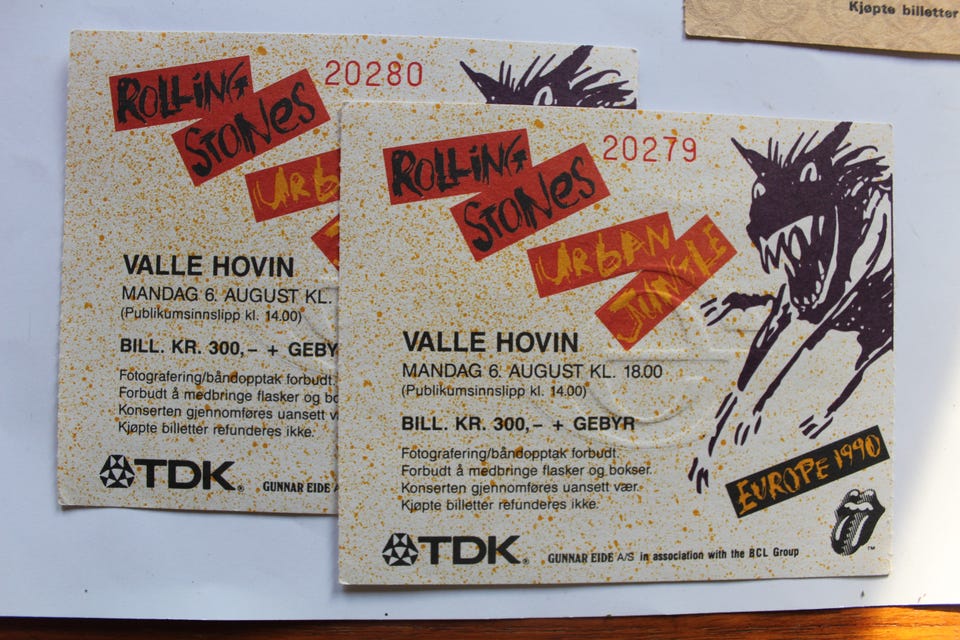 Kjøpte billetter
ROLLING
STONES
URB
20280
VALLE HOVIN
MANDAG 6. AUGUST KL.
(Publikumsinnslipp kl. 14.00)
BILL. KR. 300,- + GEBY
Fotografering/båndopptak forbudt.
Forbudt å medbringe flasker og bo
Konserten gjennomføres uansett v
Kjøpte billetter refunderes ikke.
TDK®
GUNNAR EIDE A
ROLLING
STONES
URBAN
JUNGLE
20279
VALLE HOVIN
MANDAG 6. AUGUST KL. 18.00
(Publikumsinnslipp kl. 14.00)
BILL. KR. 300,- + GEBYR
Fotografering/båndopptak forbudt.
Forbudt å medbringe flasker og bokser.
Konserten gjennomføres uansett vær.
Kjøpte billetter refunderes ikke.
EUROPE 1990
TM
TDK®
GUNNAR EIDE A/S in association with the BCL Group